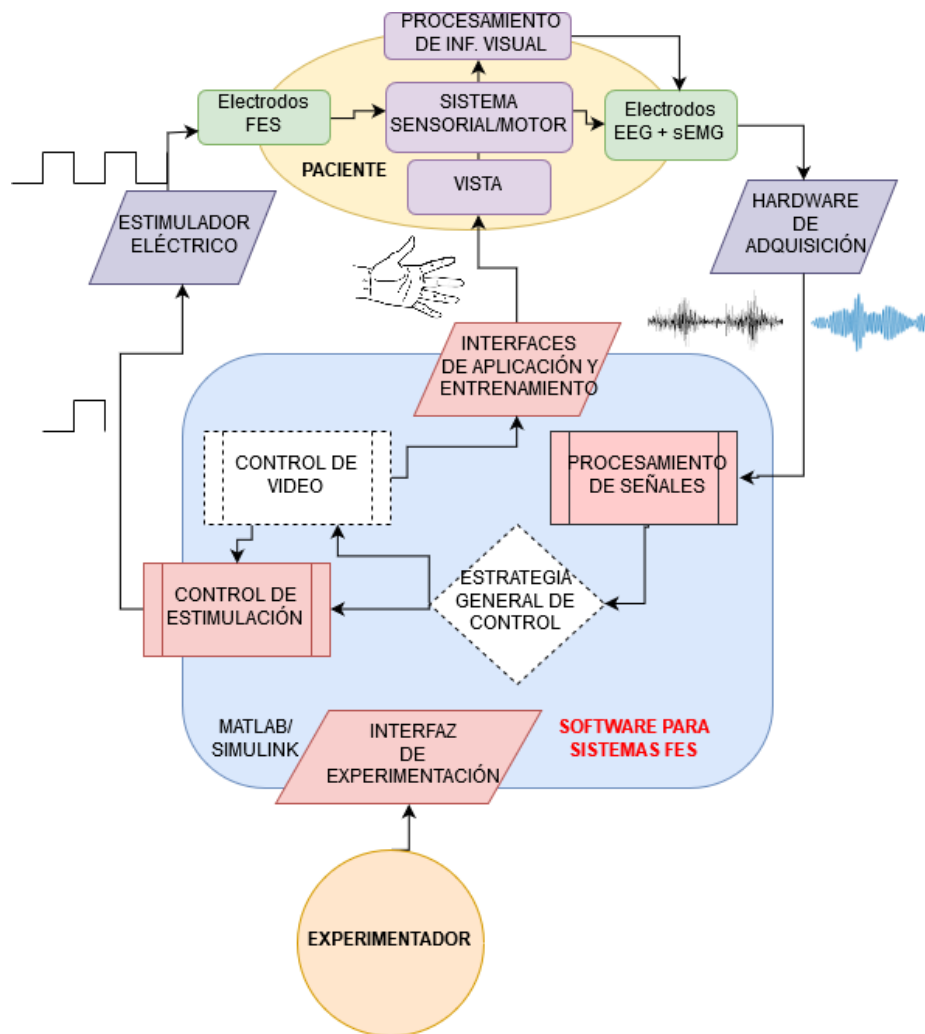 PROCESAMIENTO
DE INF. VISUAL
Electrodos
FES
SISTEMA
SENSORIAL/MOTOR
Electrodos
EEG + sEMG
PACIENTE
VISTA
ESTIMULADOR
ELÉCTRICO
HARDWARE
DE
ADQUISICIÓN
INTERFACES
DE APLICACIÓN Y
ENTRENAMIENTO
CONTROL DE
VIDEO
PROCESAMIENTO
DE SEÑALES
CONTROL DE
ESTIMULACIÓN
ESTRATEGIA
GENERAL DE
CONTROL
MATLAB/
SIMULINK
INTERFAZ
DE
EXPERIMENTACIÓN
SOFTWARE PARA
SISTEMAS FES
EXPERIMENTADOR